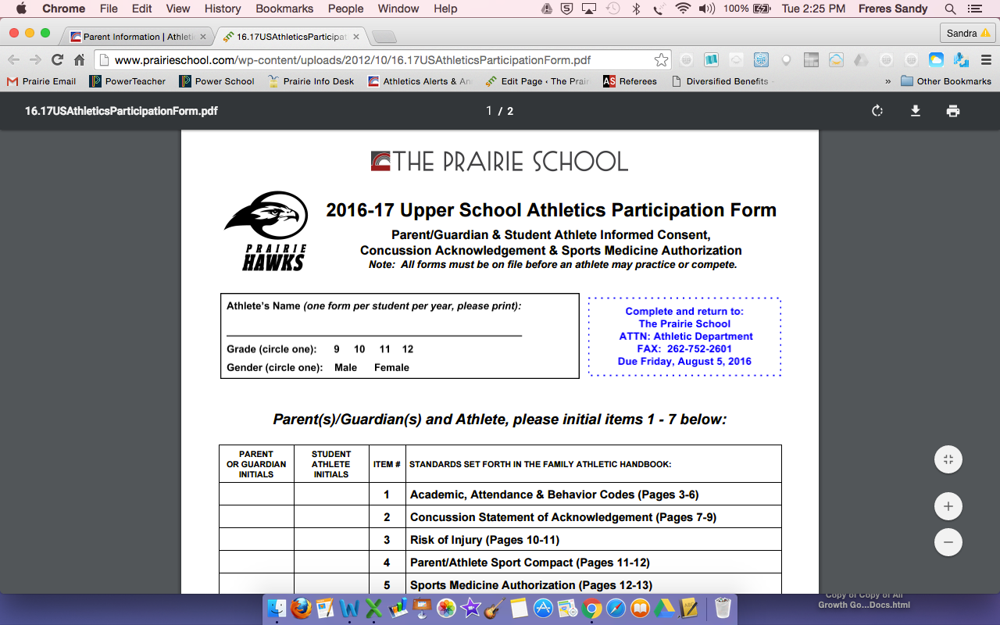 Chrome File Edit View History Bookmarks People Window Help 100% Tue 2:25 PM Freres Sandy
Parent Information | Athleti
16.17USAthleticsParticipat
Sandra
www.prairieschool.com/wp-content/uploads/2012/10/16.17USAthleticsParticipationForm.pdf
Prairie Email PowerTeacher Power School Prairie Info Desk Athletics Alerts & An Edit Page ‹ The Prair AS Referees Diversified Benefits - » Other Bookmarks
16.17USAthleticsParticipationForm.pdf 1 / 2
THE PRAIRIE SCHOOL
PRAIRIE
HAWKS
2016-17 Upper School Athletics Participation Form
Parent/Guardian & Student Athlete Informed Consent,
Concussion Acknowledgement & Sports Medicine Authorization
Note: All forms must be on file before an athlete may practice or compete.
Athlete's Name (one form per student per year, please print):
Grade (circle one): 9 10 11 12
Gender (circle one): Male Female
Complete and return to:
The Prairie School
ATTN: Athletic Department
FAX: 262-752-2601
Due Friday, August 5, 2016
Parent(s)/Guardian(s) and Athlete, please initial items 1 - 7 below:
PARENT
OR GUARDIAN
INITIALS
STUDENT
ATHLETE
INITIALS
ITEM #
STANDARDS SET FORTH IN THE FAMILY ATHLETIC HANDBOOK:
1 Academic, Attendance & Behavior Codes (Pages 3-6)
2 Concussion Statement of Acknowledgement (Pages 7-9)
3 Risk of Injury (Pages 10-11)
4 Parent/Athlete Sport Compact (Pages 11-12)
5 Sports Medicine Authorization (Pages 12-13)
Copy of Copy of All
Growth Go...Docs.html